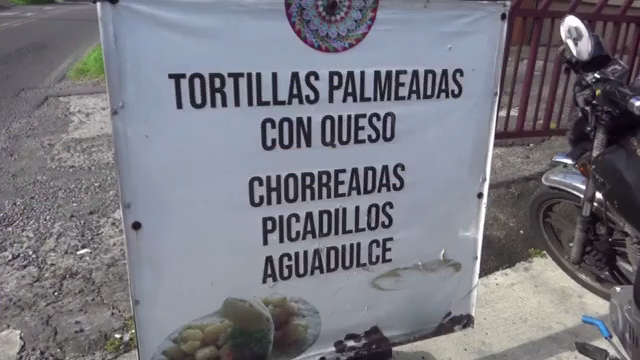 TORTILLAS PALMEADAS
CON QUESO
CHORREADAS
PICADILLOS
AGUADULCE